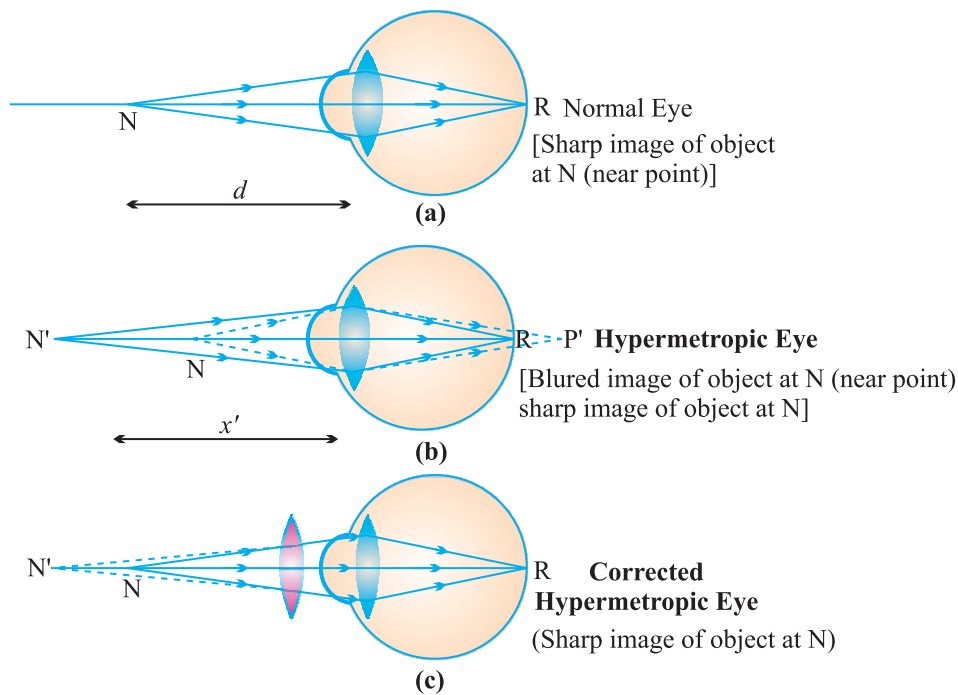 N
R Normal Eye
[Sharp image of object
at N (near point)]
d
(a)
N'
N
R
P' Hypermetropic Eye
[Blured image of object at N (near point)
sharp image of object at N]
x'
(b)
N'
N
R
Corrected
Hypermetropic Eye
(Sharp image of object at N)
(c)